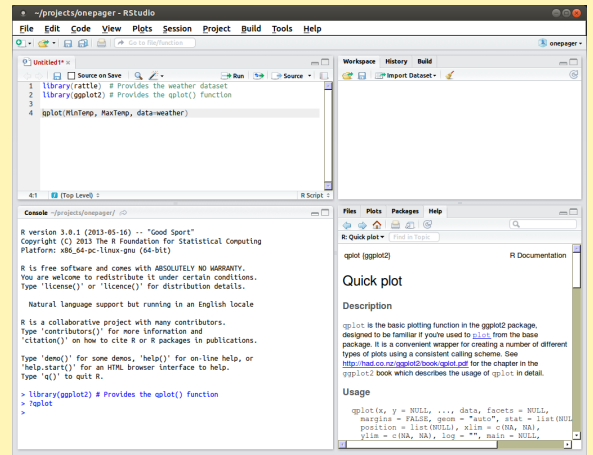 ~/projects/onepager - RStudio
File Edit Code View Plots Session Project Build Tools Help
Go to file/function
onepager
Untitled1*
Source on Save
Run
Source
1 library(rattle) # Provides the weather dataset
2 library(ggplot2) # Provides the qplot() function
3
4 qplot(MinTemp, MaxTemp, data=weather)
4:1 (Top Level) R Script
Console ~/projects/onepager/
R version 3.0.1 (2013-05-16) -- "Good Sport"
Copyright (C) 2013 The R Foundation for Statistical Computing
Platform: x86_64-pc-linux-gnu (64-bit)
R is free software and comes with ABSOLUTELY NO WARRANTY.
You are welcome to redistribute it under certain conditions.
Type 'license()' or 'licence()' for distribution details.
Natural language support but running in an English locale
R is a collaborative project with many contributors.
Type 'contributors()' for more information and
'citation()' on how to cite R or R packages in publications.
Type 'demo()' for some demos, 'help()' for on-line help, or
'help.start()' for an HTML browser interface to help.
Type 'q()' to quit R.
> library(ggplot2) # Provides the qplot() function
> ?qplot
>
Workspace History Build
Import Dataset
Files Plots Packages Help
R: Quick plot Find in Topic
qplot {ggplot2} R Documentation
Quick plot
Description
qplot is the basic plotting function in the ggplot2 package,
designed to be familiar if you're used to plot from the base
package. It is a convenient wrapper for creating a number of different
types of plots using a consistent calling scheme. See
http://had.co.nz/ggplot2/book/qplot.pdf for the chapter in the
ggplot2 book which describes the usage of qplot in detail.
Usage
qplot(x, y = NULL, ..., data, facets = NULL,
margins = FALSE, geom = "auto", stat = list(NUL
position = list(NULL), xlim = c(NA, NA),
ylim = c(NA, NA), log = "", main = NULL,